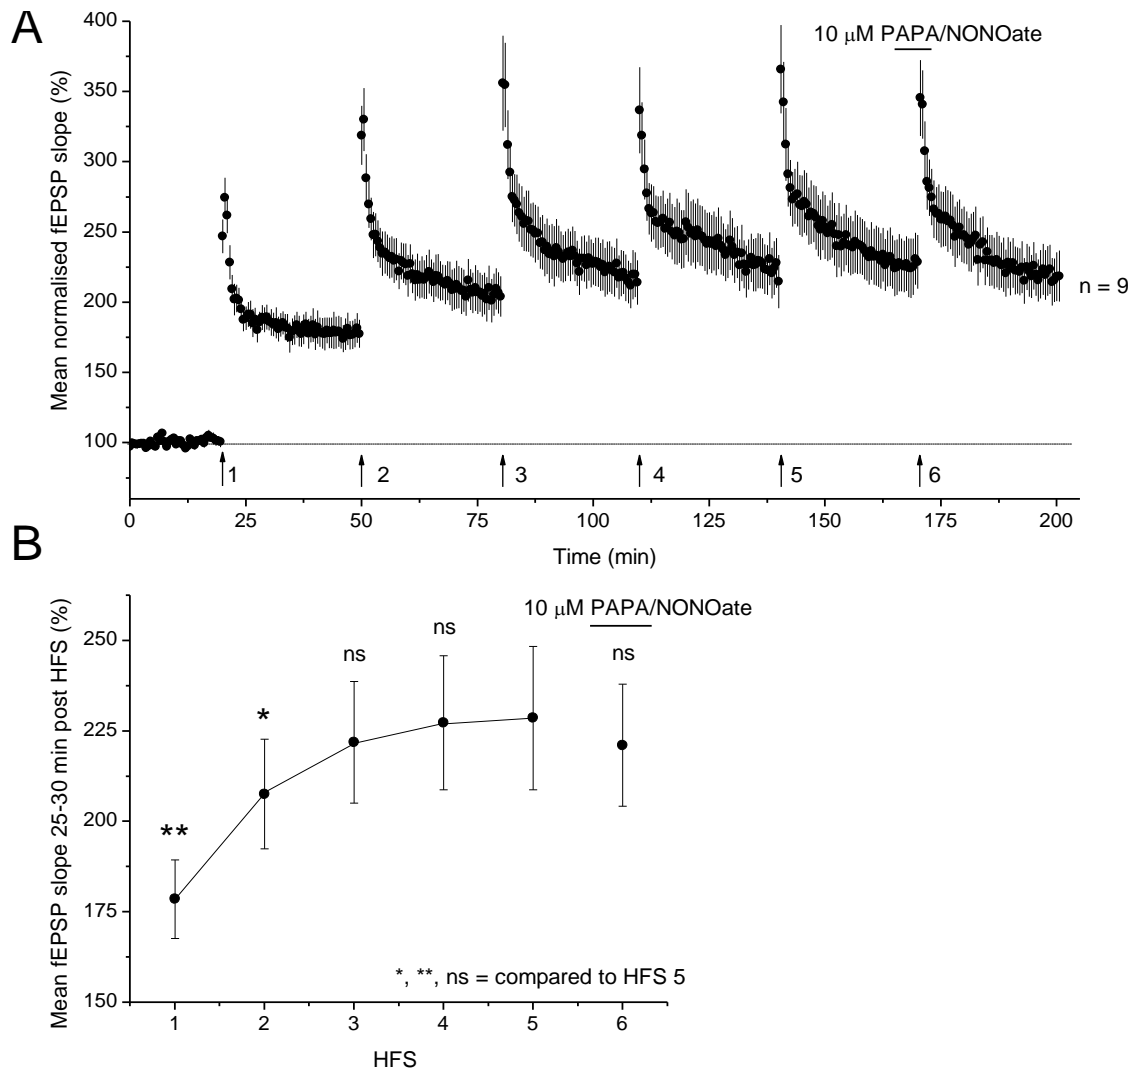 A
10 μM PAPA/NONOate
Mean normalised fEPSP slope (%)
400
350
300
250
200
150
100
n = 9
1
2
3
4
5
6
0
25
50
75
100
125
150
175
200
Time (min)
B
10 μM PAPA/NONOate
Mean fEPSP slope 25-30 min post HFS (%)
250
225
200
175
150
**
*
ns
ns
ns
*, **, ns = compared to HFS 5
1
2
3
4
5
6
HFS